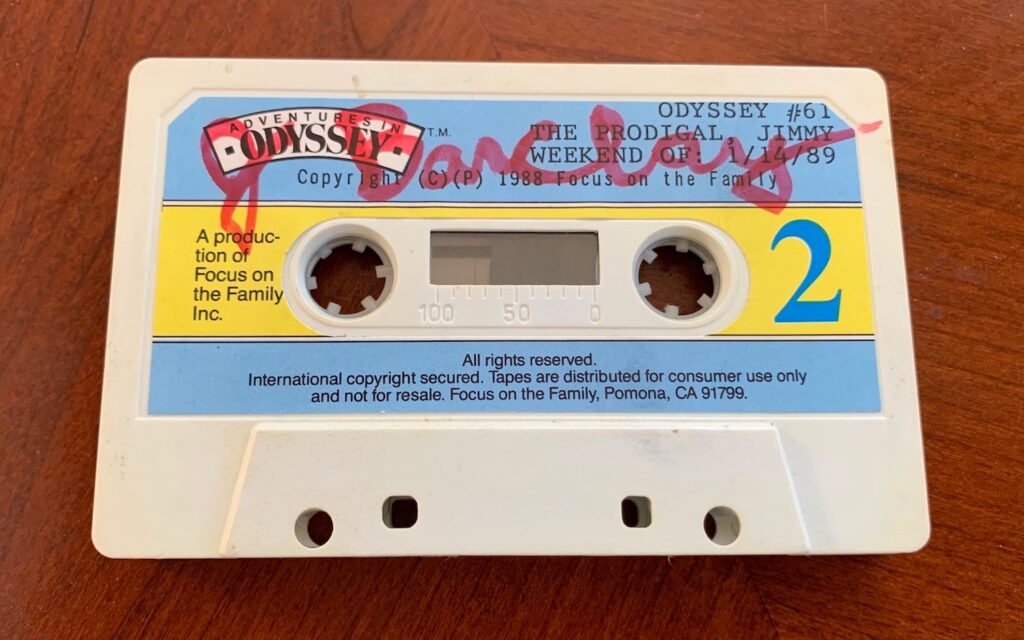 ADVENTURES IN
ODYSSEY
T.M.
ODYSSEY #61
THE PRODIGAL, JIMMY
WEEKEND OF: 1/14/89
Copyright (C)(P) 1988 Focus on the Family
J Barclay
A produc-
tion of
Focus on
the Family
Inc.
100 50 0
2
All rights reserved.
International copyright secured. Tapes are distributed for consumer use only
and not for resale. Focus on the Family, Pomona, CA 91799.